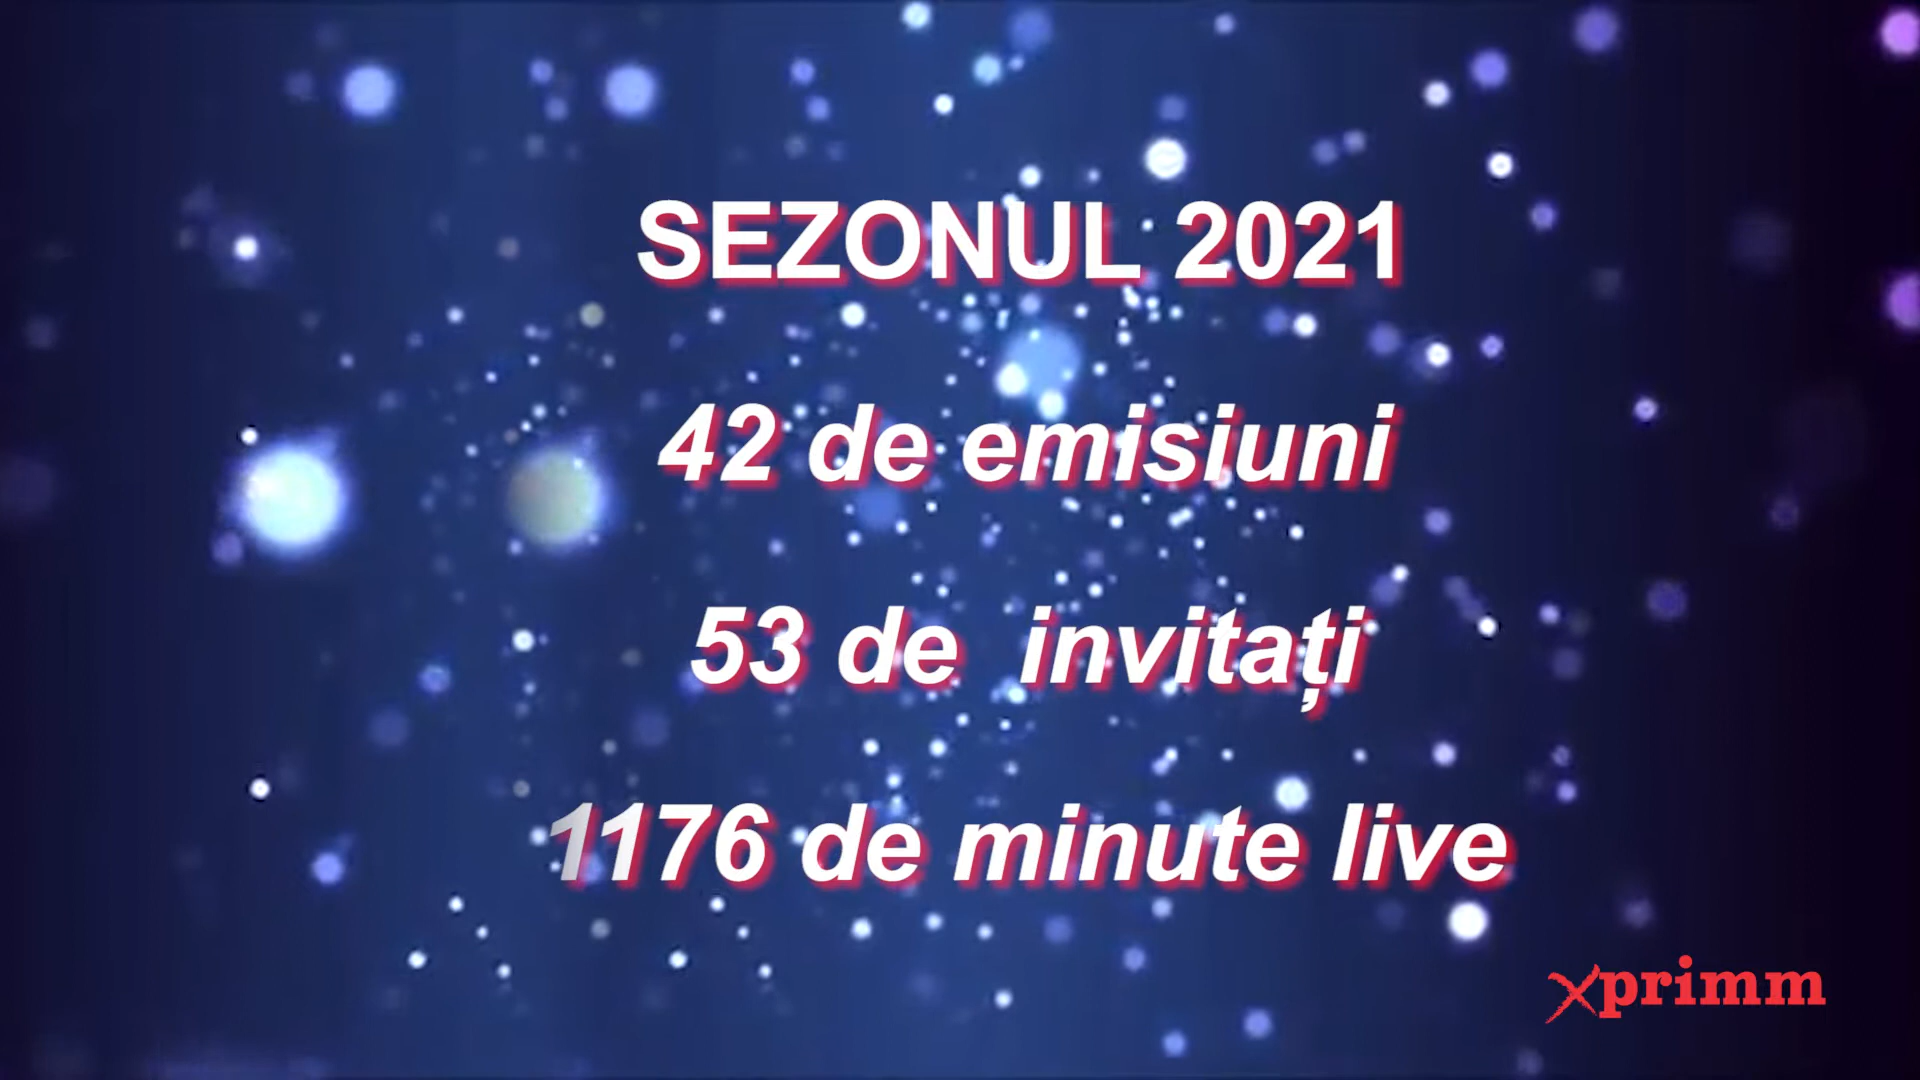 SEZONUL 2021
42 de emisiuni
53 de invitați
1176 de minute live
xprimm